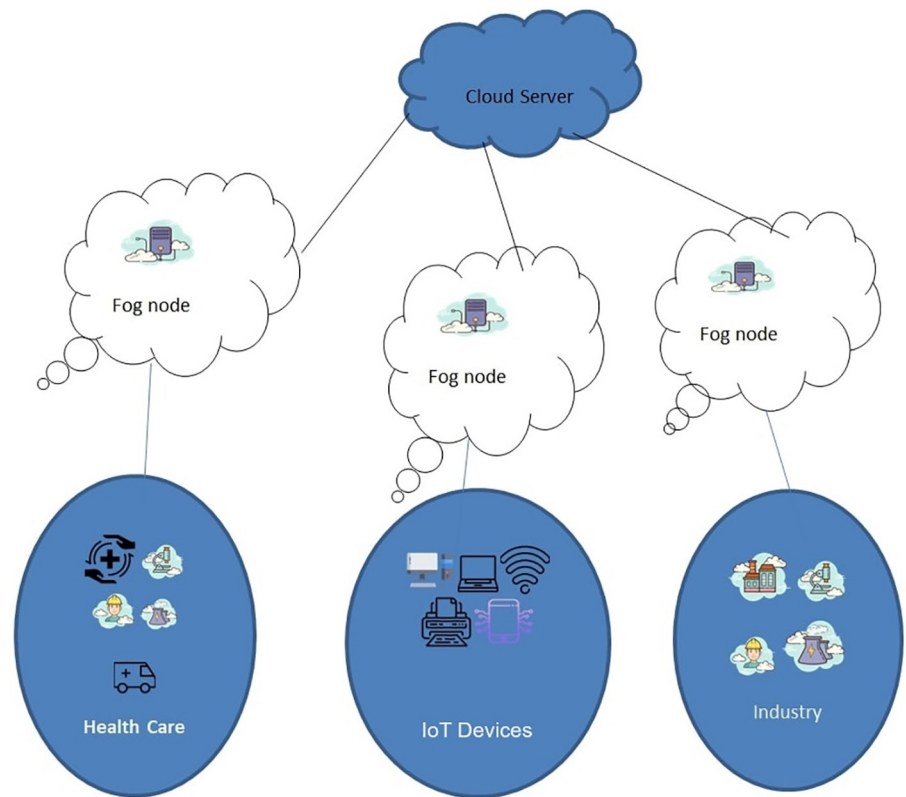 Cloud Server
Fog node
Fog node
Fog node
Health Care
IoT Devices
Industry